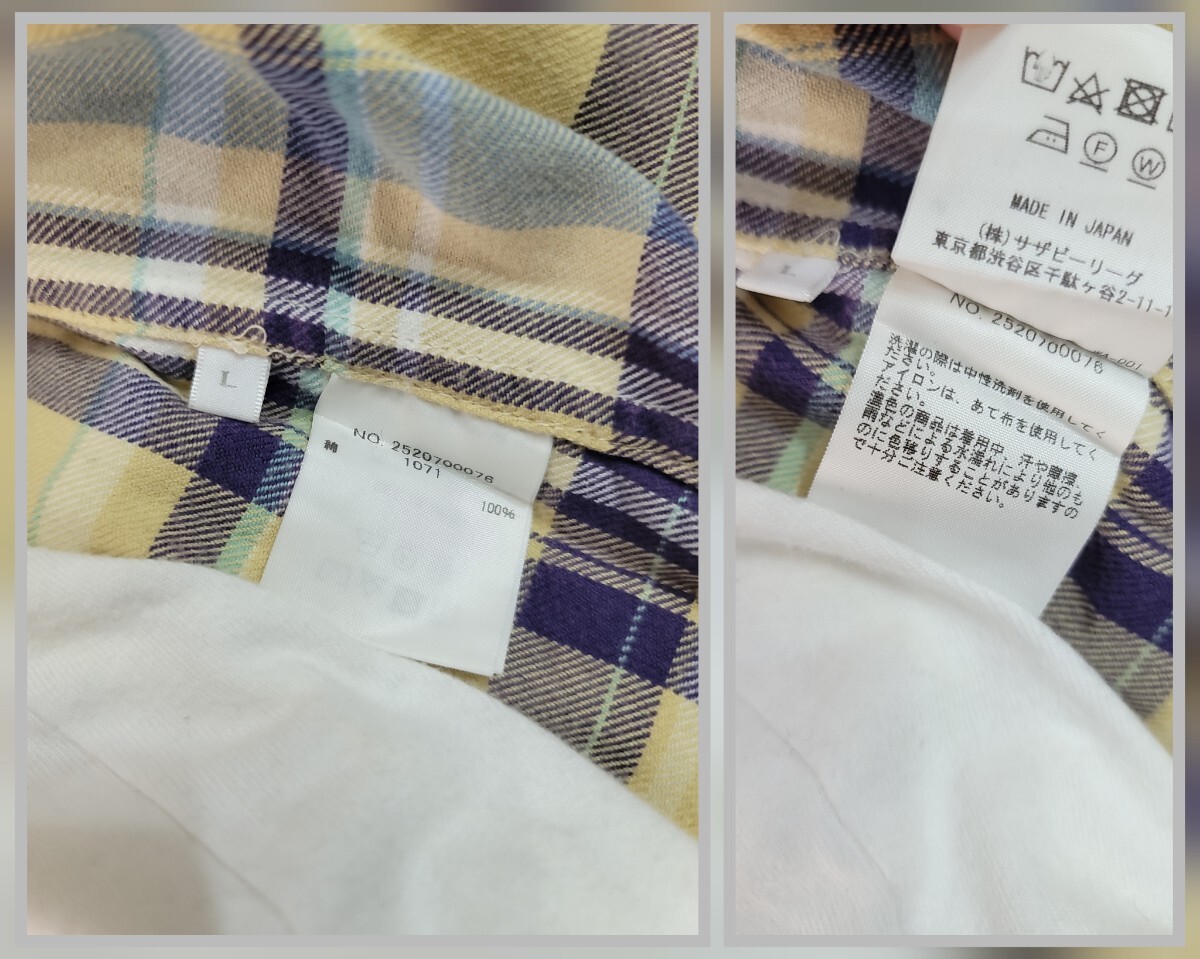 L
NO. 2520700076
1071
綿
100%
F
W
MADE IN JAPAN
(株)サザビーリーグ
東京都渋谷区千駄ヶ谷2-11-1
L
NO. 2520700076
洗濯の際は中性洗剤を使用してく
ださい。
アイロンは、あて布を使用してく
ださい。
濃色の商品は着用中、汗や摩擦、
雨などによる水濡れにより他のも
のに色移りすることがありますの
で十分ご注意ください。